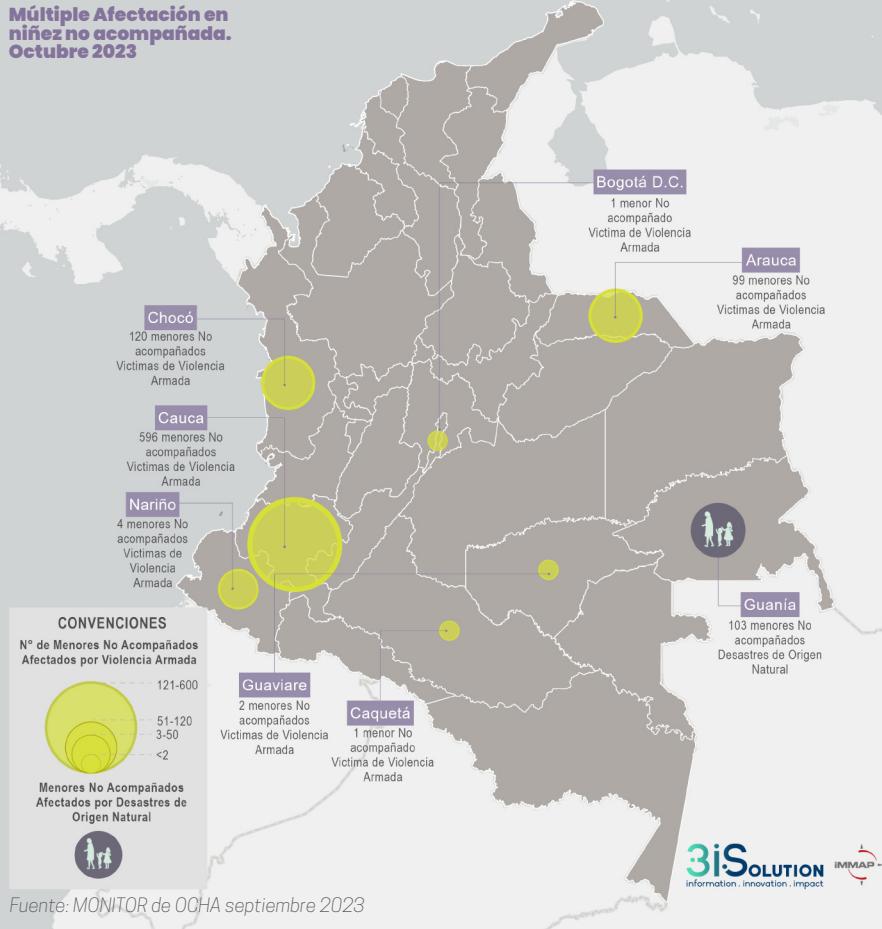 Múltiple Afectación en
niñez no acompañada.
Octubre 2023
Bogotá D.C.
1 menor No
acompañado
Victima de Violencia
Armada
Arauca
99 menores No
acompañados
Victimas de Violencia
Armada
Chocó
120 menores No
acompañados
Victimas de Violencia
Armada
Cauca
596 menores No
acompañados
Victimas de Violencia
Armada
Nariño
4 menores No
acompañados
Victimas de
Violencia
Armada
Guanía
103 menores No
acompañados
Desastres de Origen
Natural
Guaviare
2 menores No
acompañados
Victimas de Violencia
Armada
Caquetá
1 menor No
acompañado
Victima de Violencia
Armada
CONVENCIONES
N° de Menores No Acompañados
Afectados por Violencia Armada
121-600
51-120
3-50
<2
Menores No Acompañados
Afectados por Desastres de
Origen Natural
3iSOLUTION
information . innovation . impact
iMMAP
Fuente: MONITOR de OCHA septiembre 2023